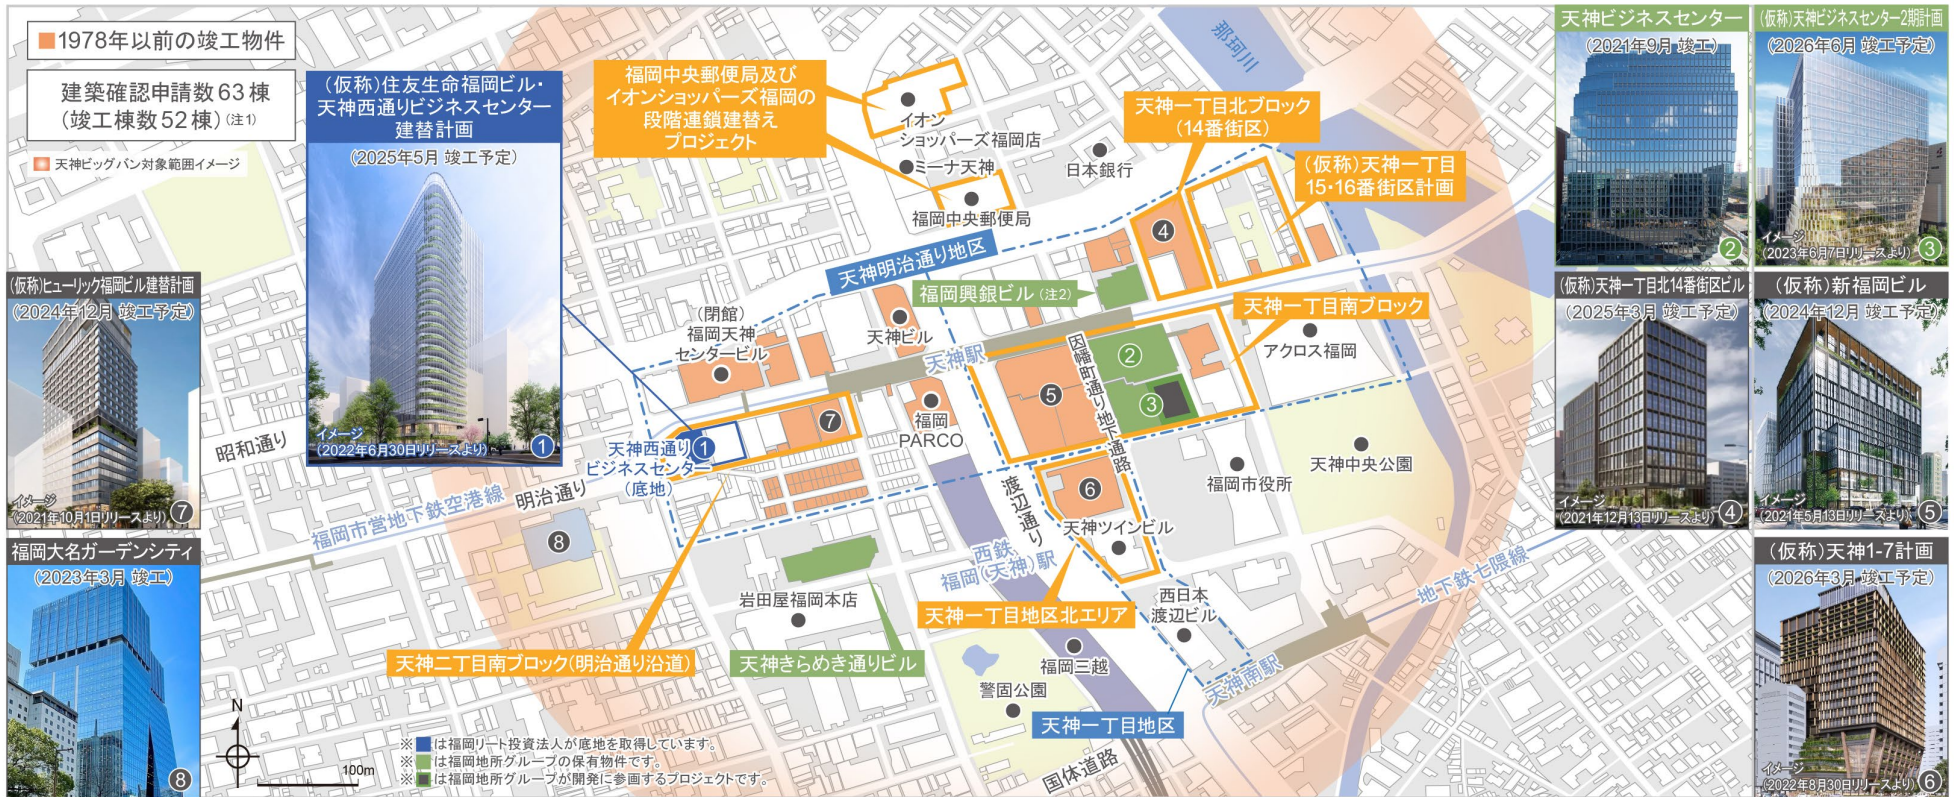 1978年以前の竣工物件
建築確認申請数63棟
(竣工棟数52棟)(注1)
天神ビッグバン対象範囲イメージ
(仮称)住友生命福岡ビル・
天神西通りビジネスセンター
建替計画
(2025年5月 竣工予定)
イメージ
(2022年6月30日リリースより)
1
(仮称)ヒューリック福岡ビル建替計画
(2024年12月 竣工予定)
イメージ
(2021年10月1日リリースより)
7
福岡大名ガーデンシティ
(2023年3月 竣工)
8
福岡中央郵便局及び
イオンショッパーズ福岡の
段階連鎖建替え
プロジェクト
イオン
ショッパーズ福岡店
ミーナ天神
福岡中央郵便局
日本銀行
那珂川
天神一丁目北ブロック
(14番街区)
(仮称)天神一丁目
15・16番街区計画
4
天神明治通り地区
福岡興銀ビル(注2)
天神一丁目南ブロック
(閉館)
福岡天神
センタービル
天神ビル
天神駅
因幡町通り地下通路
2
3
5
アクロス福岡
7
福岡
PARCO
昭和通り
天神西通り
ビジネスセンター
(底地)
1
明治通り
福岡市営地下鉄空港線
8
渡辺通り
6
天神ツインビル
福岡市役所
天神中央公園
西鉄
福岡(天神)駅
地下鉄七隈線
岩田屋福岡本店
天神一丁目地区北エリア
西日本
渡辺ビル
天神二丁目南ブロック(明治通り沿道)
天神きらめき通りビル
福岡三越
警固公園
天神南駅
天神一丁目地区
国体道路
N
100m
※■は福岡リート投資法人が底地を取得しています。
※■は福岡地所グループの保有物件です。
※■は福岡地所グループが開発に参画するプロジェクトです。
天神ビジネスセンター
(2021年9月 竣工)
2
(仮称)天神ビジネスセンター2期計画
(2026年6月 竣工予定)
イメージ
(2023年6月7日リリースより)
3
(仮称)天神一丁目北14番街区ビル
(2025年3月 竣工予定)
イメージ
(2021年12月13日リリースより)
4
(仮称)新福岡ビル
(2024年12月 竣工予定)
イメージ
(2021年5月13日リリースより)
5
(仮称)天神1-7計画
(2026年3月 竣工予定)
イメージ
(2022年8月30日リリースより)
6